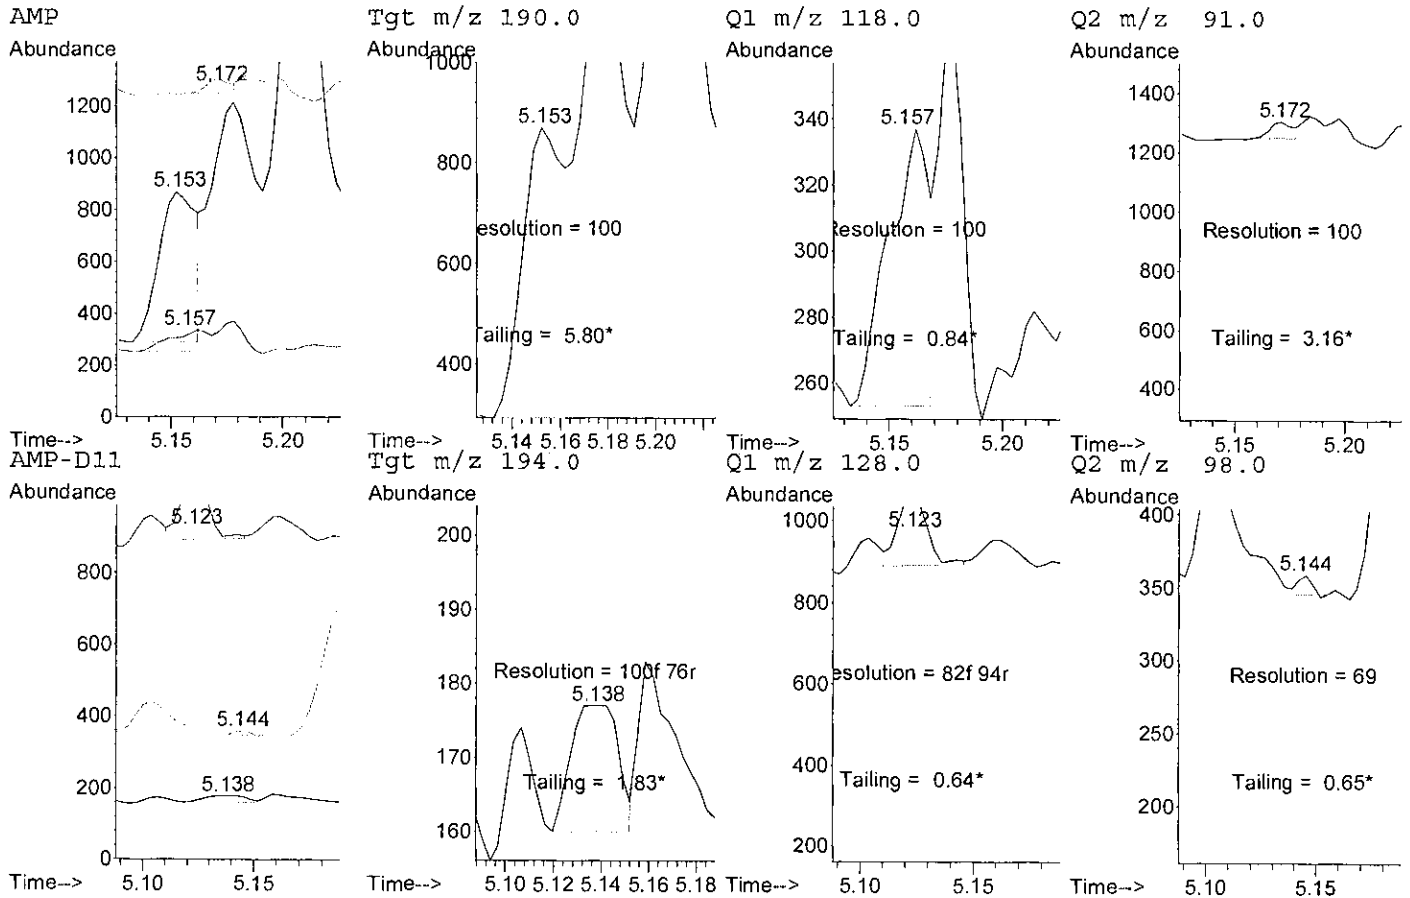 AMP
Abundance
1200
1000
800
600
400
200
0
5.172
5.153
5.157
5.15 5.20
Time-->
Tgt m/z 190.0
Abundance
1000
800
600
400
5.153
esolution = 100
Tailing = 5.80*
5.14 5.16 5.18 5.20
Time-->
Q1 m/z 118.0
Abundance
340
320
300
280
260
5.157
Resolution = 100
Tailing = 0.84*
5.15 5.20
Time-->
Q2 m/z 91.0
Abundance
1400
1200
1000
800
600
400
5.172
Resolution = 100
Tailing = 3.16*
5.15 5.20
Time-->
AMP-D11
Abundance
800
600
400
200
0
5.123
5.144
5.138
5.10 5.15
Time-->
Tgt m/z 194.0
Abundance
200
190
180
170
160
Resolution = 100f 76r
5.138
Tailing = 1.83*
5.10 5.12 5.14 5.16 5.18
Time-->
Q1 m/z 128.0
Abundance
1000
800
600
400
200
5.123
esolution = 82f 94r
Tailing = 0.64*
5.10 5.15
Time-->
Q2 m/z 98.0
Abundance
400
350
300
250
200
5.144
Resolution = 69
Tailing = 0.65*
5.10 5.15
Time-->